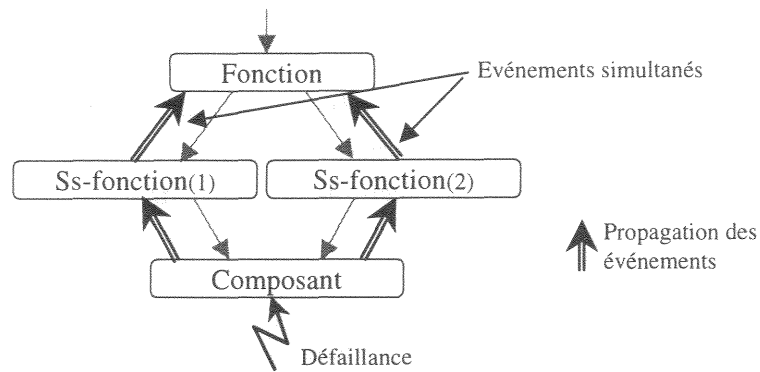 Fonction
Evénements simultanés
Ss-fonction(1)
Ss-fonction(2)
Propagation des
événements
Composant
Défaillance